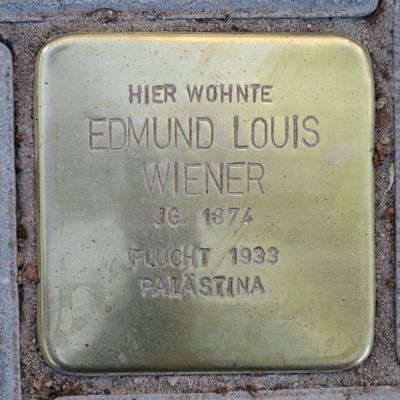 HIER WOHNTE
EDMUND LOUIS
WIENER
JG. 1874
FLUCHT 1933
PALÄSTINA